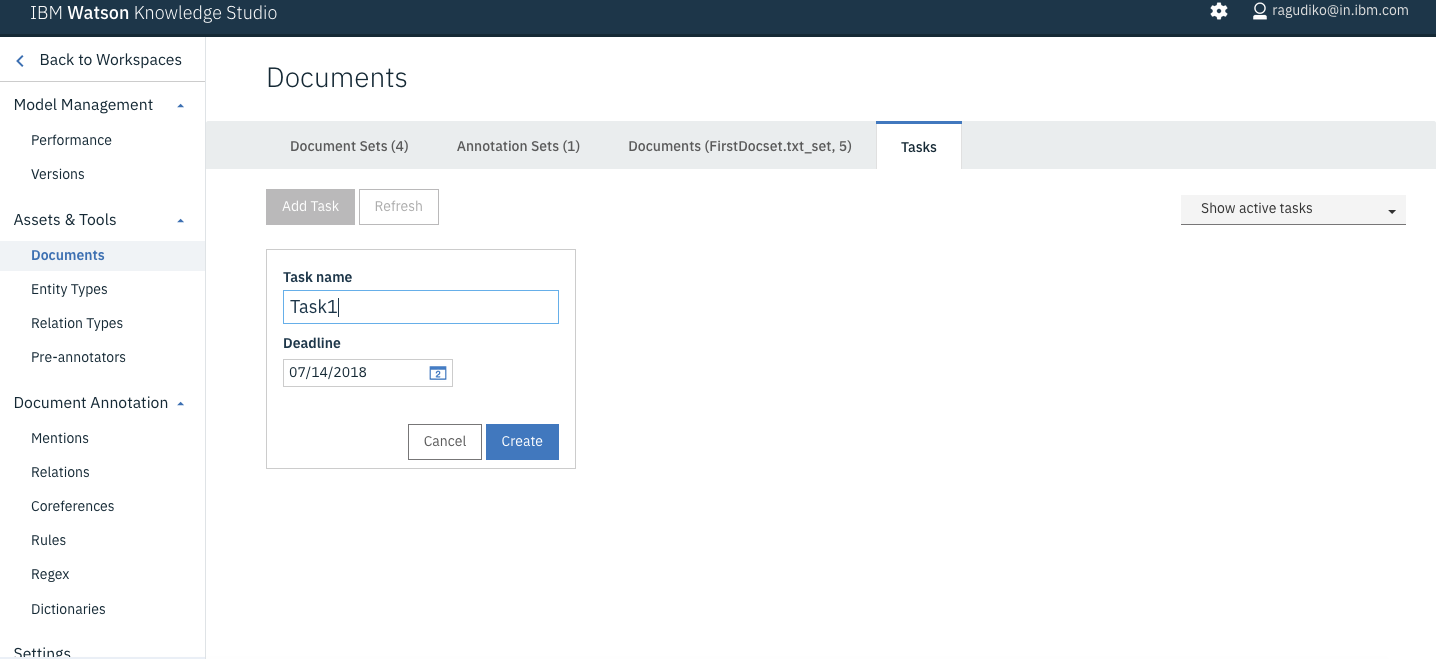 IBM Watson Knowledge Studio
ragudiko@in.ibm.com
Back to Workspaces
Model Management
Performance
Versions
Assets & Tools
Documents
Entity Types
Relation Types
Pre-annotators
Document Annotation
Mentions
Relations
Coreferences
Rules
Regex
Dictionaries
Settings
Documents
Document Sets (4)
Annotation Sets (1)
Documents (FirstDocset.txt_set, 5)
Tasks
Add Task
Refresh
Show active tasks
Task name
Task1
Deadline
07/14/2018
2
Cancel
Create